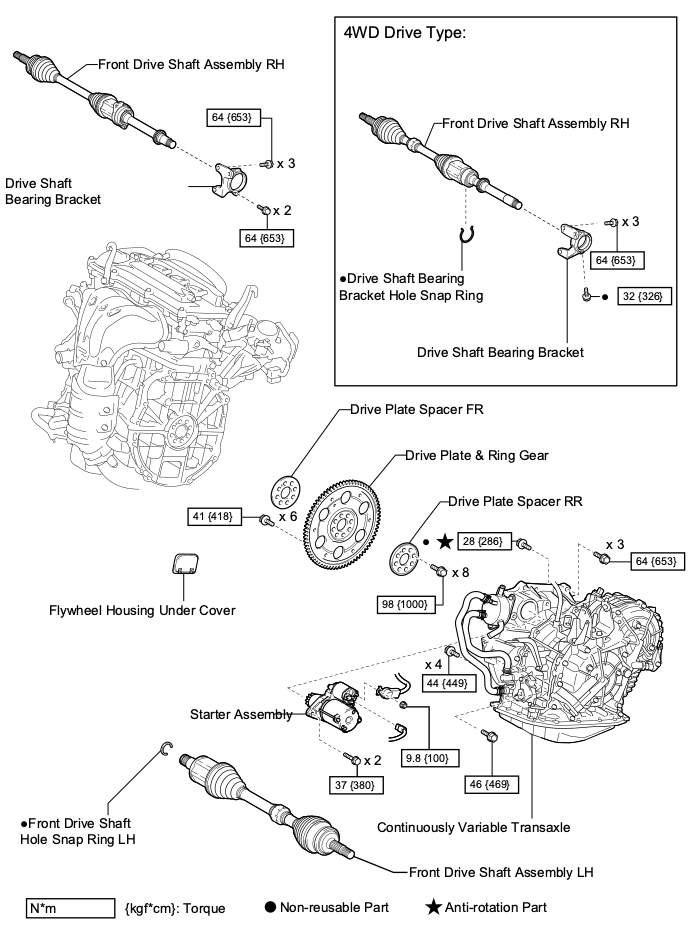 4WD Drive Type:
Front Drive Shaft Assembly RH
64 {653}
x 3
Drive Shaft
Bearing Bracket
x 2
64 {653}
Front Drive Shaft Assembly RH
x 3
64 {653}
●Drive Shaft Bearing
Bracket Hole Snap Ring
● 32 {326}
Drive Shaft Bearing Bracket
Drive Plate Spacer FR
Drive Plate & Ring Gear
41 {418}
x 6
Drive Plate Spacer RR
● ★ 28 {286}
x 3
64 {653}
x 8
98 {1000}
Flywheel Housing Under Cover
x 4
44 {449}
Starter Assembly
9.8 {100}
x 2
37 {380}
46 {469}
●Front Drive Shaft
Hole Snap Ring LH
Continuously Variable Transaxle
Front Drive Shaft Assembly LH
N*m {kgf*cm}: Torque ● Non-reusable Part ★ Anti-rotation Part